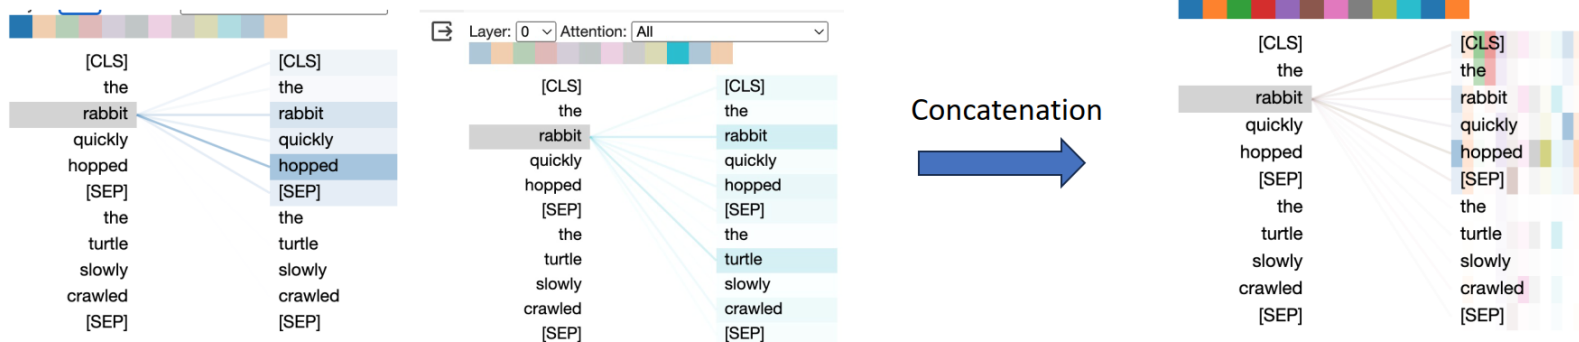 [CLS] [CLS]
the the
rabbit rabbit
quickly quickly
hopped hopped
[SEP] [SEP]
the the
turtle turtle
slowly slowly
crawled crawled
[SEP] [SEP]
Layer: 0 Attention: All
[CLS] [CLS]
the the
rabbit rabbit
quickly quickly
hopped hopped
[SEP] [SEP]
the the
turtle turtle
slowly slowly
crawled crawled
[SEP] [SEP]
Concatenation
[CLS] [CLS]
the the
rabbit rabbit
quickly quickly
hopped hopped
[SEP] [SEP]
the the
turtle turtle
slowly slowly
crawled crawled
[SEP] [SEP]